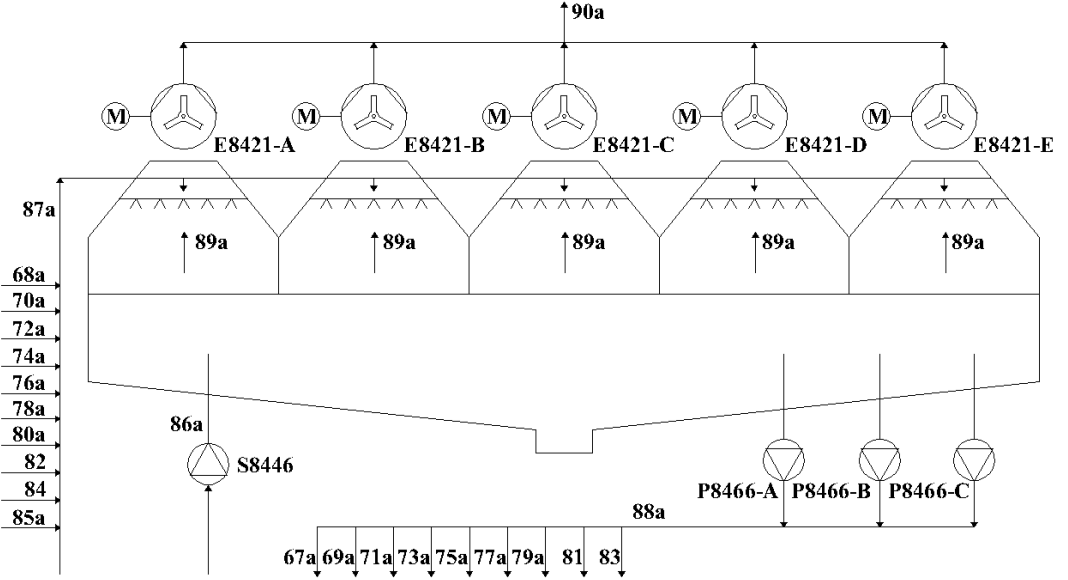 90a
M
M
M
M
M
E8421-A
E8421-B
E8421-C
E8421-D
E8421-E
87a
89a
89a
89a
89a
89a
68a
70a
72a
74a
76a
78a
80a
82
84
85a
86a
S8446
P8466-A
P8466-B
P8466-C
88a
67a
69a
71a
73a
75a
77a
79a
81
83